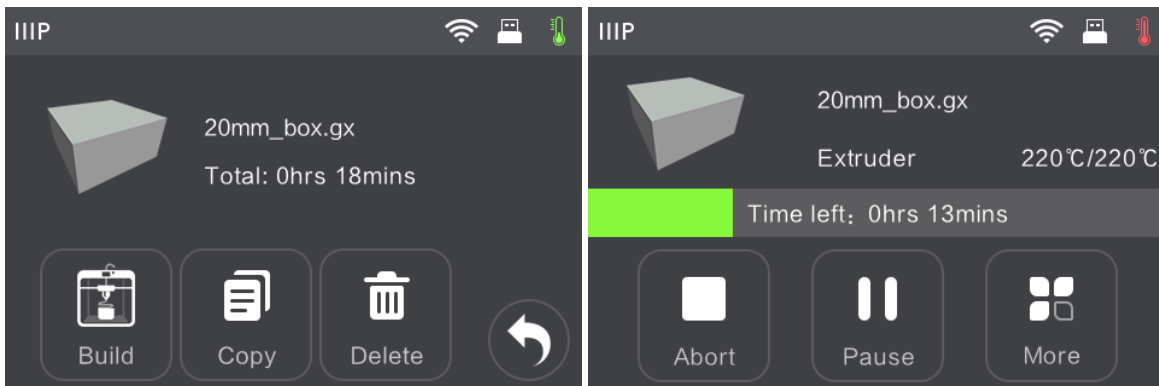 IIIP
20mm_box.gx
Total: 0hrs 18mins
Build
Copy
Delete
IIIP
20mm_box.gx
Extruder 220℃/220℃
Time left: 0hrs 13mins
Abort
Pause
More